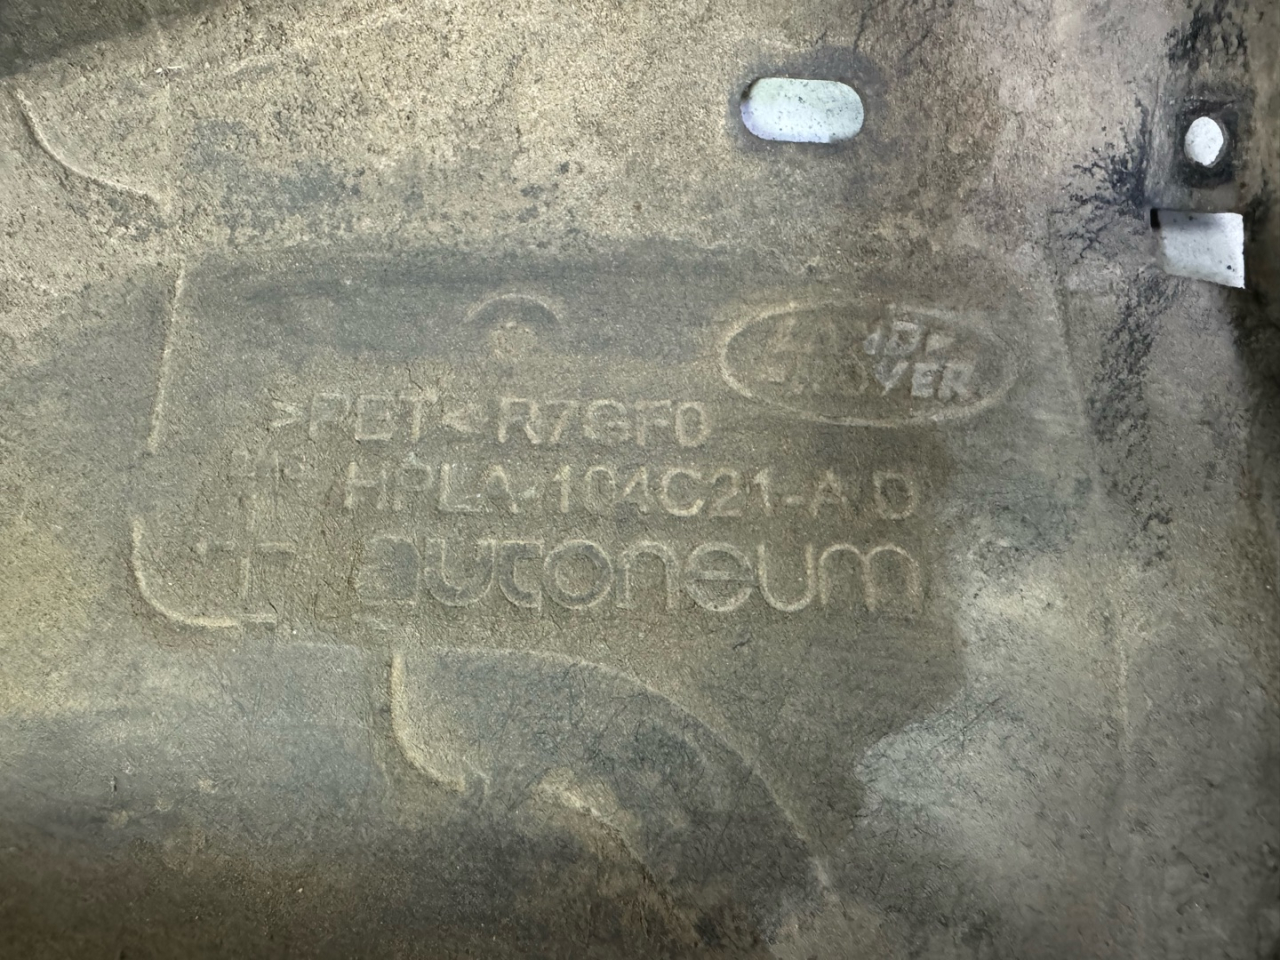 LAND-
-ROVER
>PET< R7GF0
HPLA-104C21-AD
autoneum